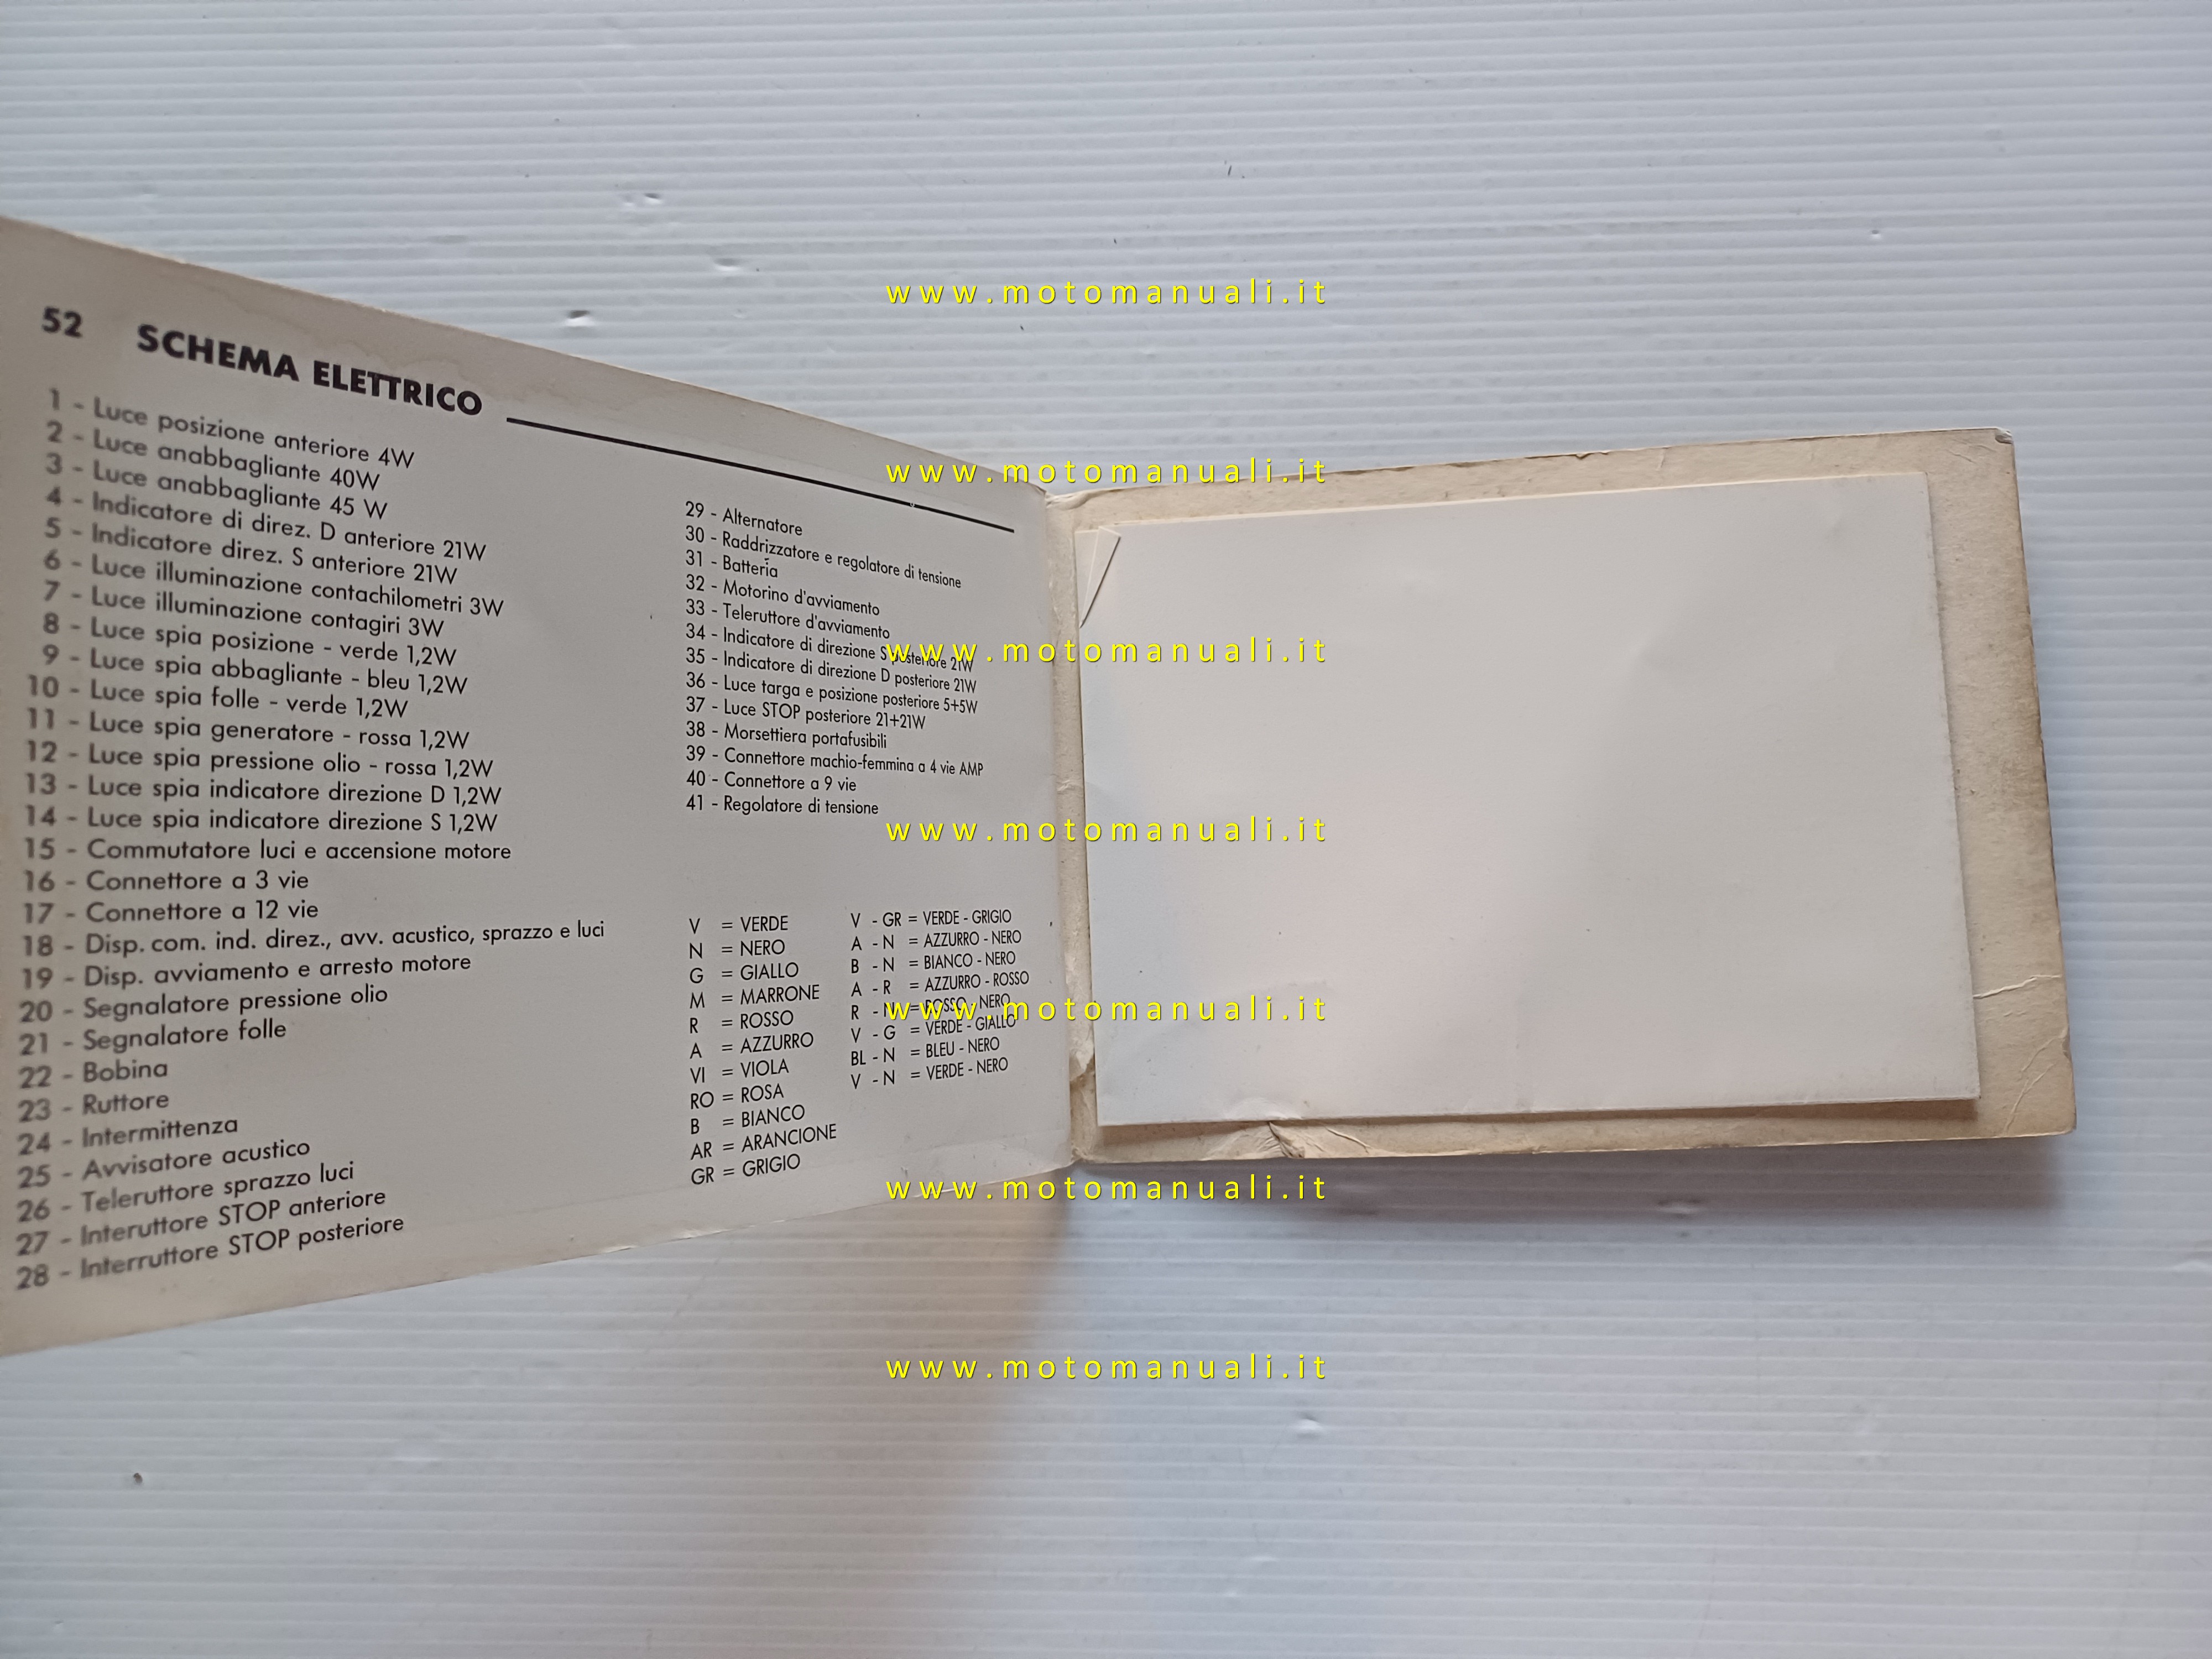 52 SCHEMA ELETTRICO
1 - Luce posizione anteriore 4W
2 - Luce anabbagliante 40W
3 - Luce anabbagliante 45 W
4 - Indicatore di direz. D anteriore 21W
5 - Indicatore direz. S anteriore 21W
6 - Luce illuminazione contachilometri 3W
7 - Luce illuminazione contagiri 3W
8 - Luce spia posizione - verde 1,2W
9 - Luce spia abbagliante - bleu 1,2W
10 - Luce spia folle - verde 1,2W
11 - Luce spia generatore - rossa 1,2W
12 - Luce spia pressione olio - rossa 1,2W
13 - Luce spia indicatore direzione D 1,2W
14 - Luce spia indicatore direzione S 1,2W
15 - Commutatore luci e accensione motore
16 - Connettore a 3 vie
17 - Connettore a 12 vie
18 - Disp. com. ind. direz., avv. acustico, sprazzo e luci
19 - Disp. avviamento e arresto motore
20 - Segnalatore pressione olio
21 - Segnalatore folle
22 - Bobina
23 - Ruttore
24 - Intermittenza
25 - Avvisatore acustico
26 - Teleruttore sprazzo luci
27 - Interuttore STOP anteriore
28 - Interruttore STOP posteriore
29 - Alternatore
30 - Raddrizzatore e regolatore di tensione
31 - Batteria
32 - Motorino d'avviamento
33 - Teleruttore d'avviamento
34 - Indicatore di direzione S posteriore 21W
35 - Indicatore di direzione D posteriore 21W
36 - Luce targa e posizione posteriore 5+5W
37 - Luce STOP posteriore 21+21W
38 - Morsettiera portafusibili
39 - Connettore machio-femmina a 4 vie AMP
40 - Connettore a 9 vie
41 - Regolatore di tensione
V = VERDE
N = NERO
G = GIALLO
M = MARRONE
R = ROSSO
A = AZZURRO
VI = VIOLA
RO = ROSA
B = BIANCO
AR = ARANCIONE
GR = GRIGIO
V - GR = VERDE - GRIGIO
A - N = AZZURRO - NERO
B - N = BIANCO - NERO
A - R = AZZURRO - ROSSO
R - N = ROSSO - NERO
V - G = VERDE - GIALLO
BL - N = BLEU - NERO
V - N = VERDE - NERO
www.motomanuali.it
www.motomanuali.it
www.motomanuali.it
www.motomanuali.it
www.motomanuali.it
www.motomanuali.it
www.motomanuali.it